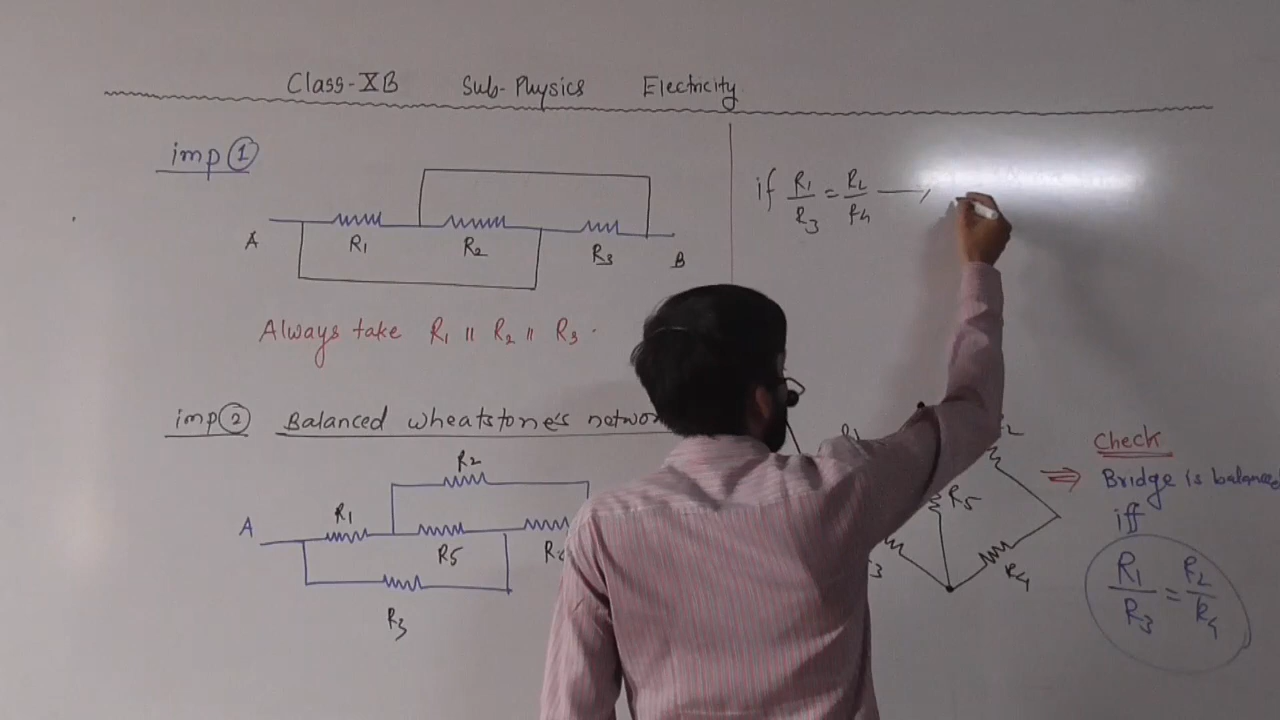 Class-XB Sub-Physics Electricity
imp 1
A R1 R2 R3 B
Always take R1 || R2 || R3.
imp 2 Balanced wheatstone's
A R1 R2 R5
R3
if R1/R3 = R2/R4
R5
R4
Check
Bridge is balance
iff
R1/R3 = R2/R4